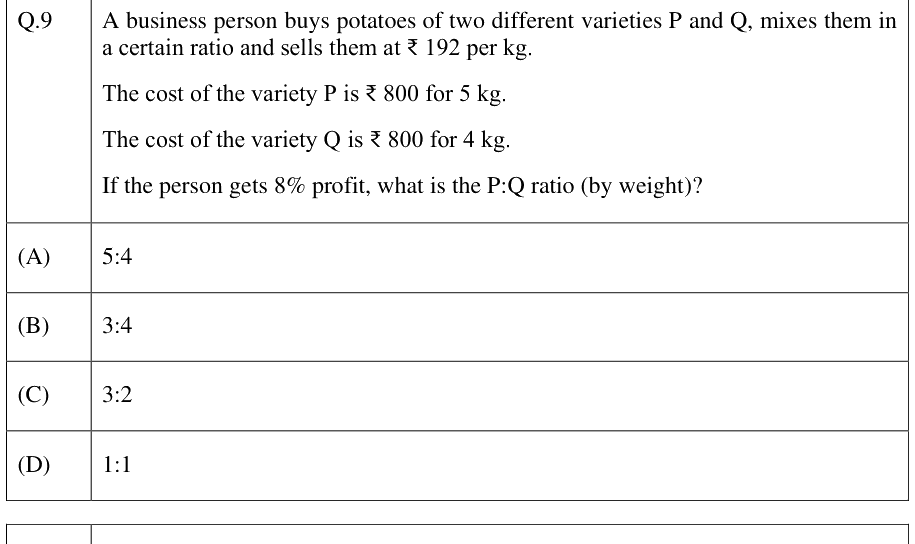 Q.9 A business person buys potatoes of two different varieties P and Q, mixes them in
a certain ratio and sells them at ₹ 192 per kg.
The cost of the variety P is ₹ 800 for 5 kg.
The cost of the variety Q is ₹ 800 for 4 kg.
If the person gets 8% profit, what is the P:Q ratio (by weight)?
(A) 5:4
(B) 3:4
(C) 3:2
(D) 1:1